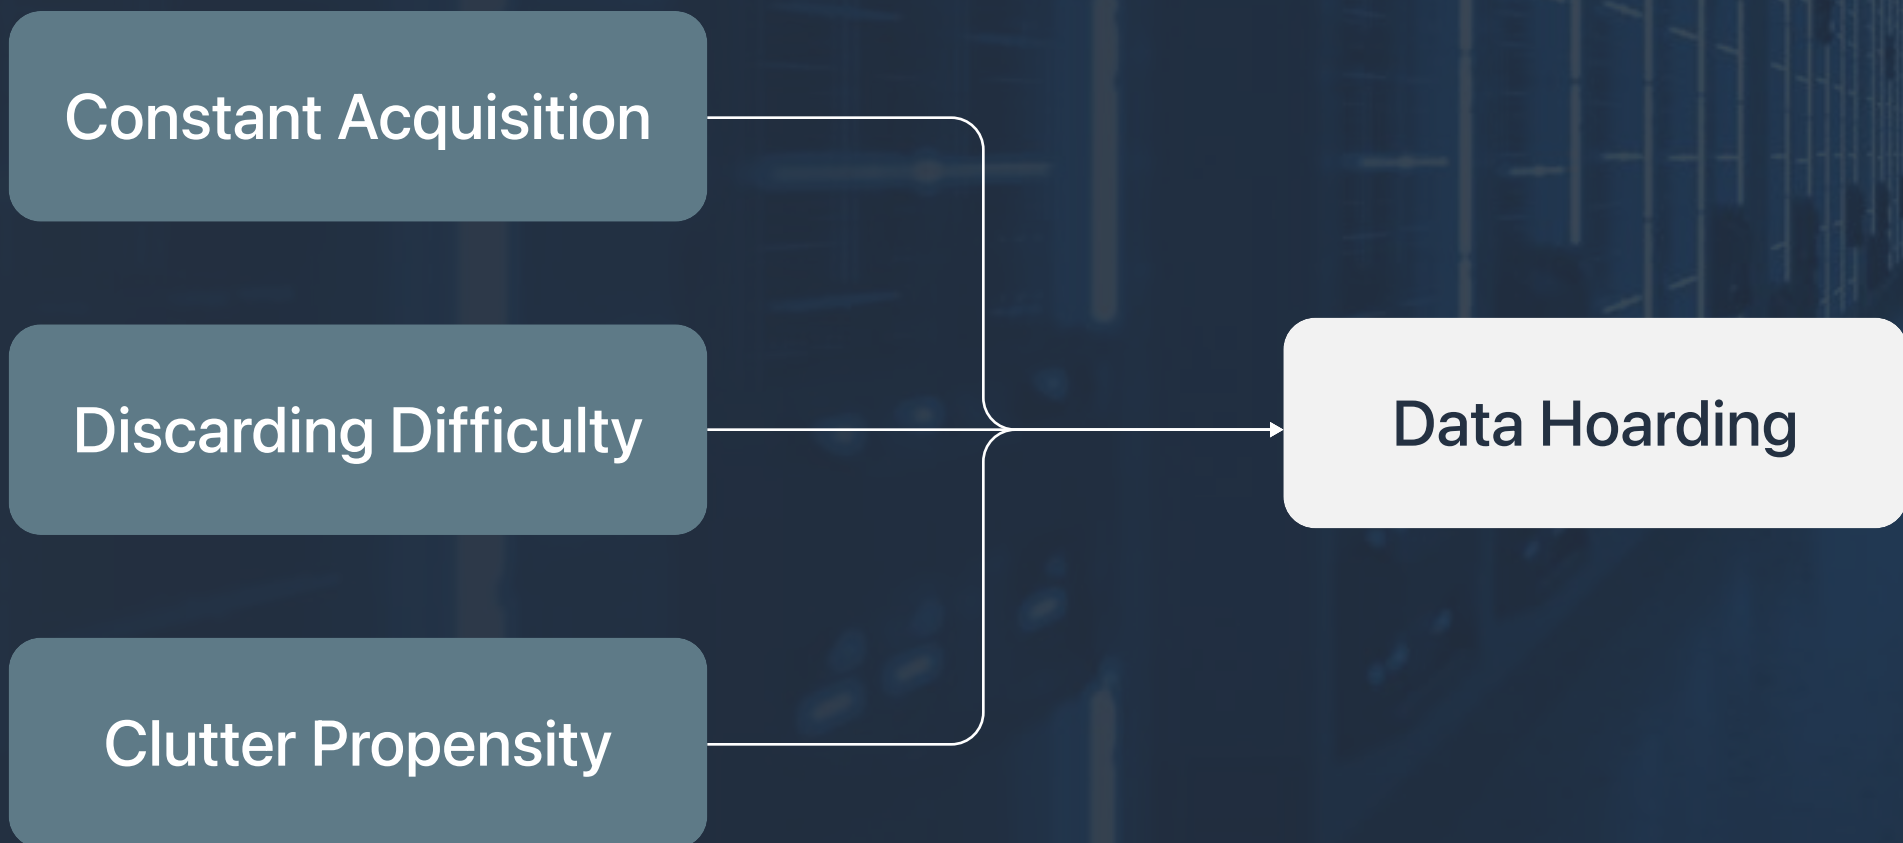 Constant Acquisition
Discarding Difficulty
Data Hoarding
Clutter Propensity